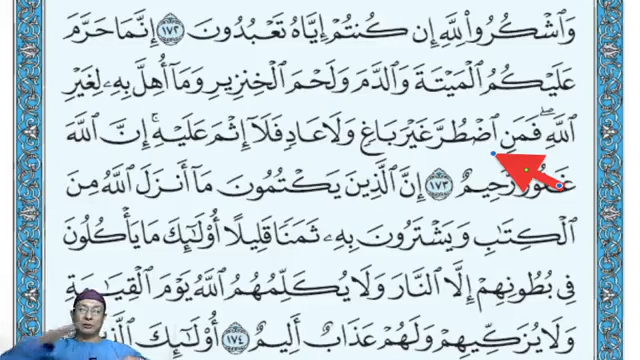 وَٱشْكُرُوا۟ لِلَّهِ إِن كُنتُمْ إِيَّاهُ تَعْبُدُونَ ١٧٢ إِنَّمَا حَرَّمَ
عَلَيْكُمُ ٱلْمَيْتَةَ وَٱلدَّمَ وَلَحْمَ ٱلْخِنزِيرِ وَمَآ أُهِلَّ بِهِۦ لِغَيْرِ
ٱللَّهِۖ فَمَنِ ٱضْطُرَّ غَيْرَ بَاغٍ وَلَا عَادٍ فَلَآ إِثْمَ عَلَيْهِۚ إِنَّ ٱللَّهَ
غَفُورٌ رَّحِيمٌ ١٧٣ إِنَّ ٱلَّذِينَ يَكْتُمُونَ مَآ أَنزَلَ ٱللَّهُ مِنَ
ٱلْكِتَٰبِ وَيَشْتَرُونَ بِهِۦ ثَمَنًا قَلِيلًا أُو۟لَٰٓئِكَ مَا يَأْكُلُونَ
فِى بُطُونِهِمْ إِلَّا ٱلنَّارَ وَلَا يُكَلِّمُهُمُ ٱللَّهُ يَوْمَ ٱلْقِيَٰمَةِ
وَلَا يُزَكِّيهِمْ وَلَهُمْ عَذَابٌ أَلِيمٌ ١٧٤ أُو۟لَٰٓئِكَ